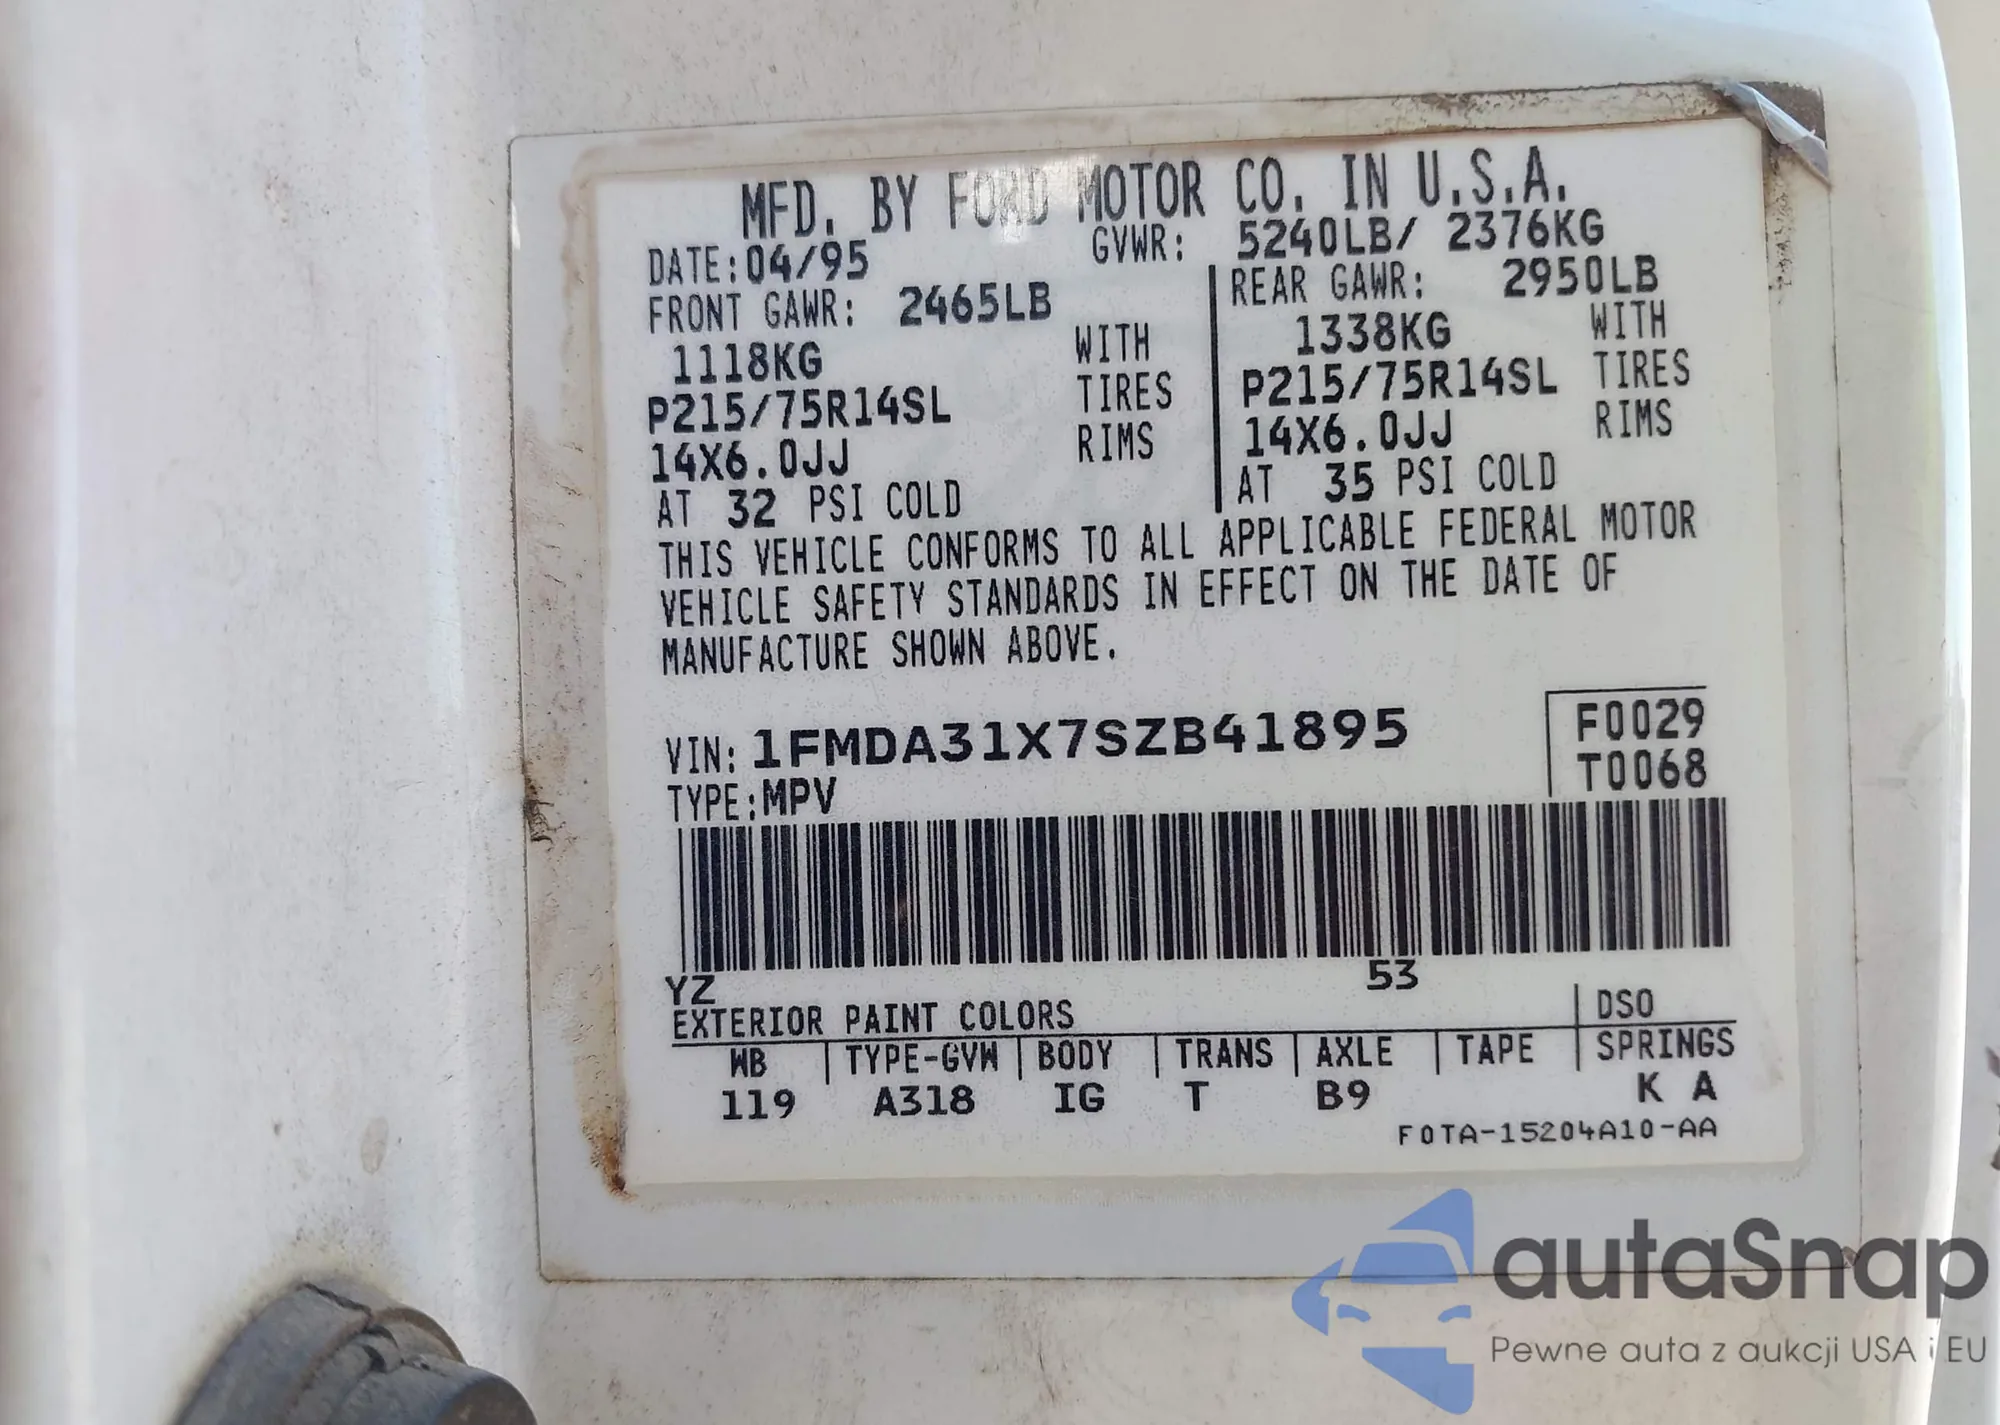 MFD. BY FORD MOTOR CO. IN U.S.A.
DATE:04/95 GVWR: 5240LB/ 2376KG
FRONT GAWR: 2465LB REAR GAWR: 2950LB
1118KG WITH 1338KG WITH
P215/75R14SL TIRES P215/75R14SL TIRES
14X6.0JJ RIMS 14X6.0JJ RIMS
AT 32 PSI COLD AT 35 PSI COLD
THIS VEHICLE CONFORMS TO ALL APPLICABLE FEDERAL MOTOR
VEHICLE SAFETY STANDARDS IN EFFECT ON THE DATE OF
MANUFACTURE SHOWN ABOVE.
VIN: 1FMDA31X7SZB41895 F0029
TYPE:MPV T0068
YZ 53
EXTERIOR PAINT COLORS DSO
WB TYPE-GVW BODY TRANS AXLE TAPE SPRINGS
119 A318 IG T B9 K A
F0TA-15204A10-AA
autaSnap
Pewne auta z aukcji USA i EU